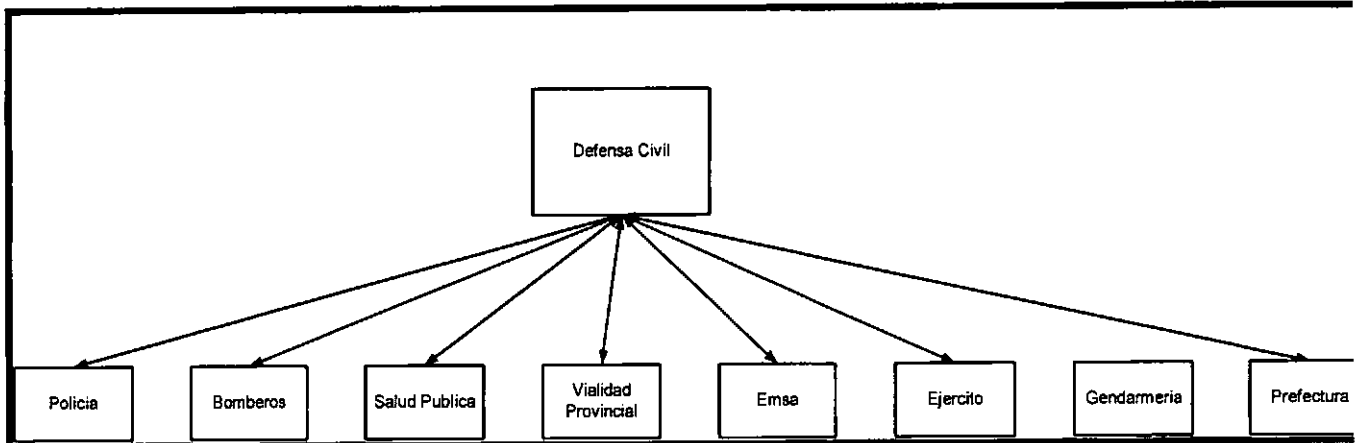 Defensa Civil
Policia
Bomberos
Salud Publica
Vialidad
Provincial
Emsa
Ejercito
Gendarmeria
Prefectura